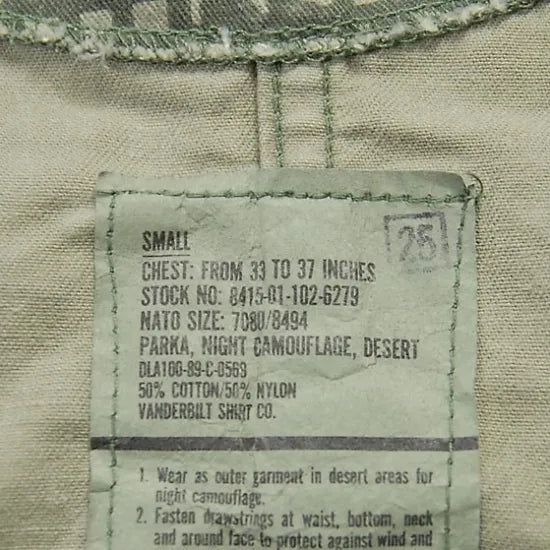 SMALL
25
CHEST: FROM 33 TO 37 INCHES
STOCK NO: 8415-01-102-6279
NATO SIZE: 7080/8494
PARKA, NIGHT CAMOUFLAGE, DESERT
DLA100-89-C-0569
50% COTTON/50% NYLON
VANDERBILT SHIRT CO.
1. Wear as outer garment in desert areas for
night camouflage.
2. Fasten drawstrings at waist, bottom, neck
and around face to protect against wind and